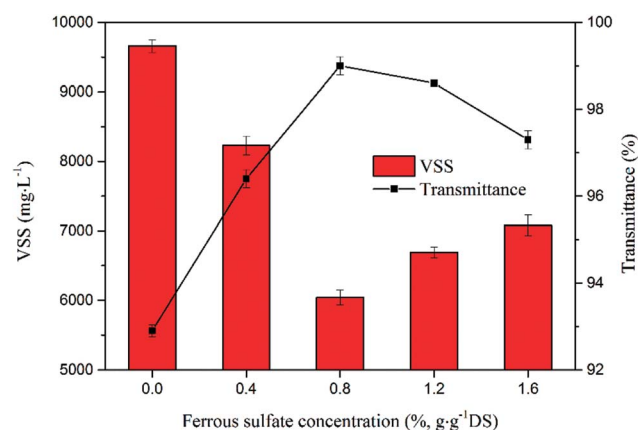 10000
9000
8000
7000
6000
5000
VSS (mg·L⁻¹)
100
98
96
94
92
Transmittance (%)
VSS
Transmittance
0.0 0.4 0.8 1.2 1.6
Ferrous sulfate concentration (%, g·g⁻¹DS)